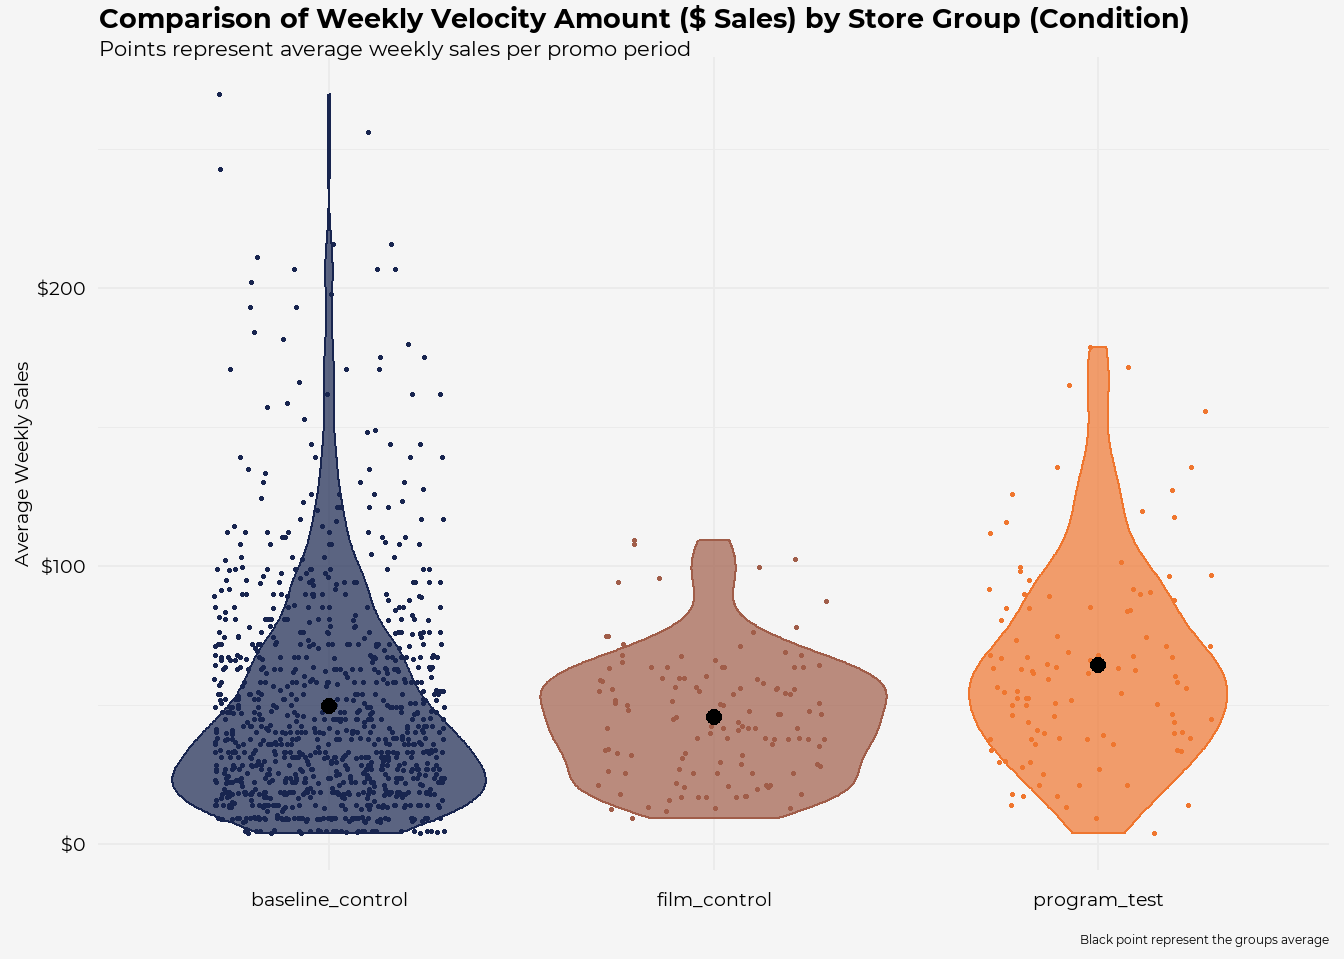 Comparison of Weekly Velocity Amount ($ Sales) by Store Group (Condition)
Points represent average weekly sales per promo period
Average Weekly Sales
$200
$100
$0
baseline_control
film_control
program_test
Black point represent the groups average